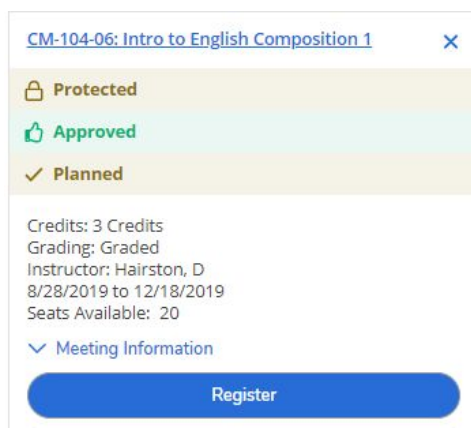 CM-104-06: Intro to English Composition 1
Protected
Approved
Planned
Credits: 3 Credits
Grading: Graded
Instructor: Hairston, D
8/28/2019 to 12/18/2019
Seats Available: 20
Meeting Information
Register